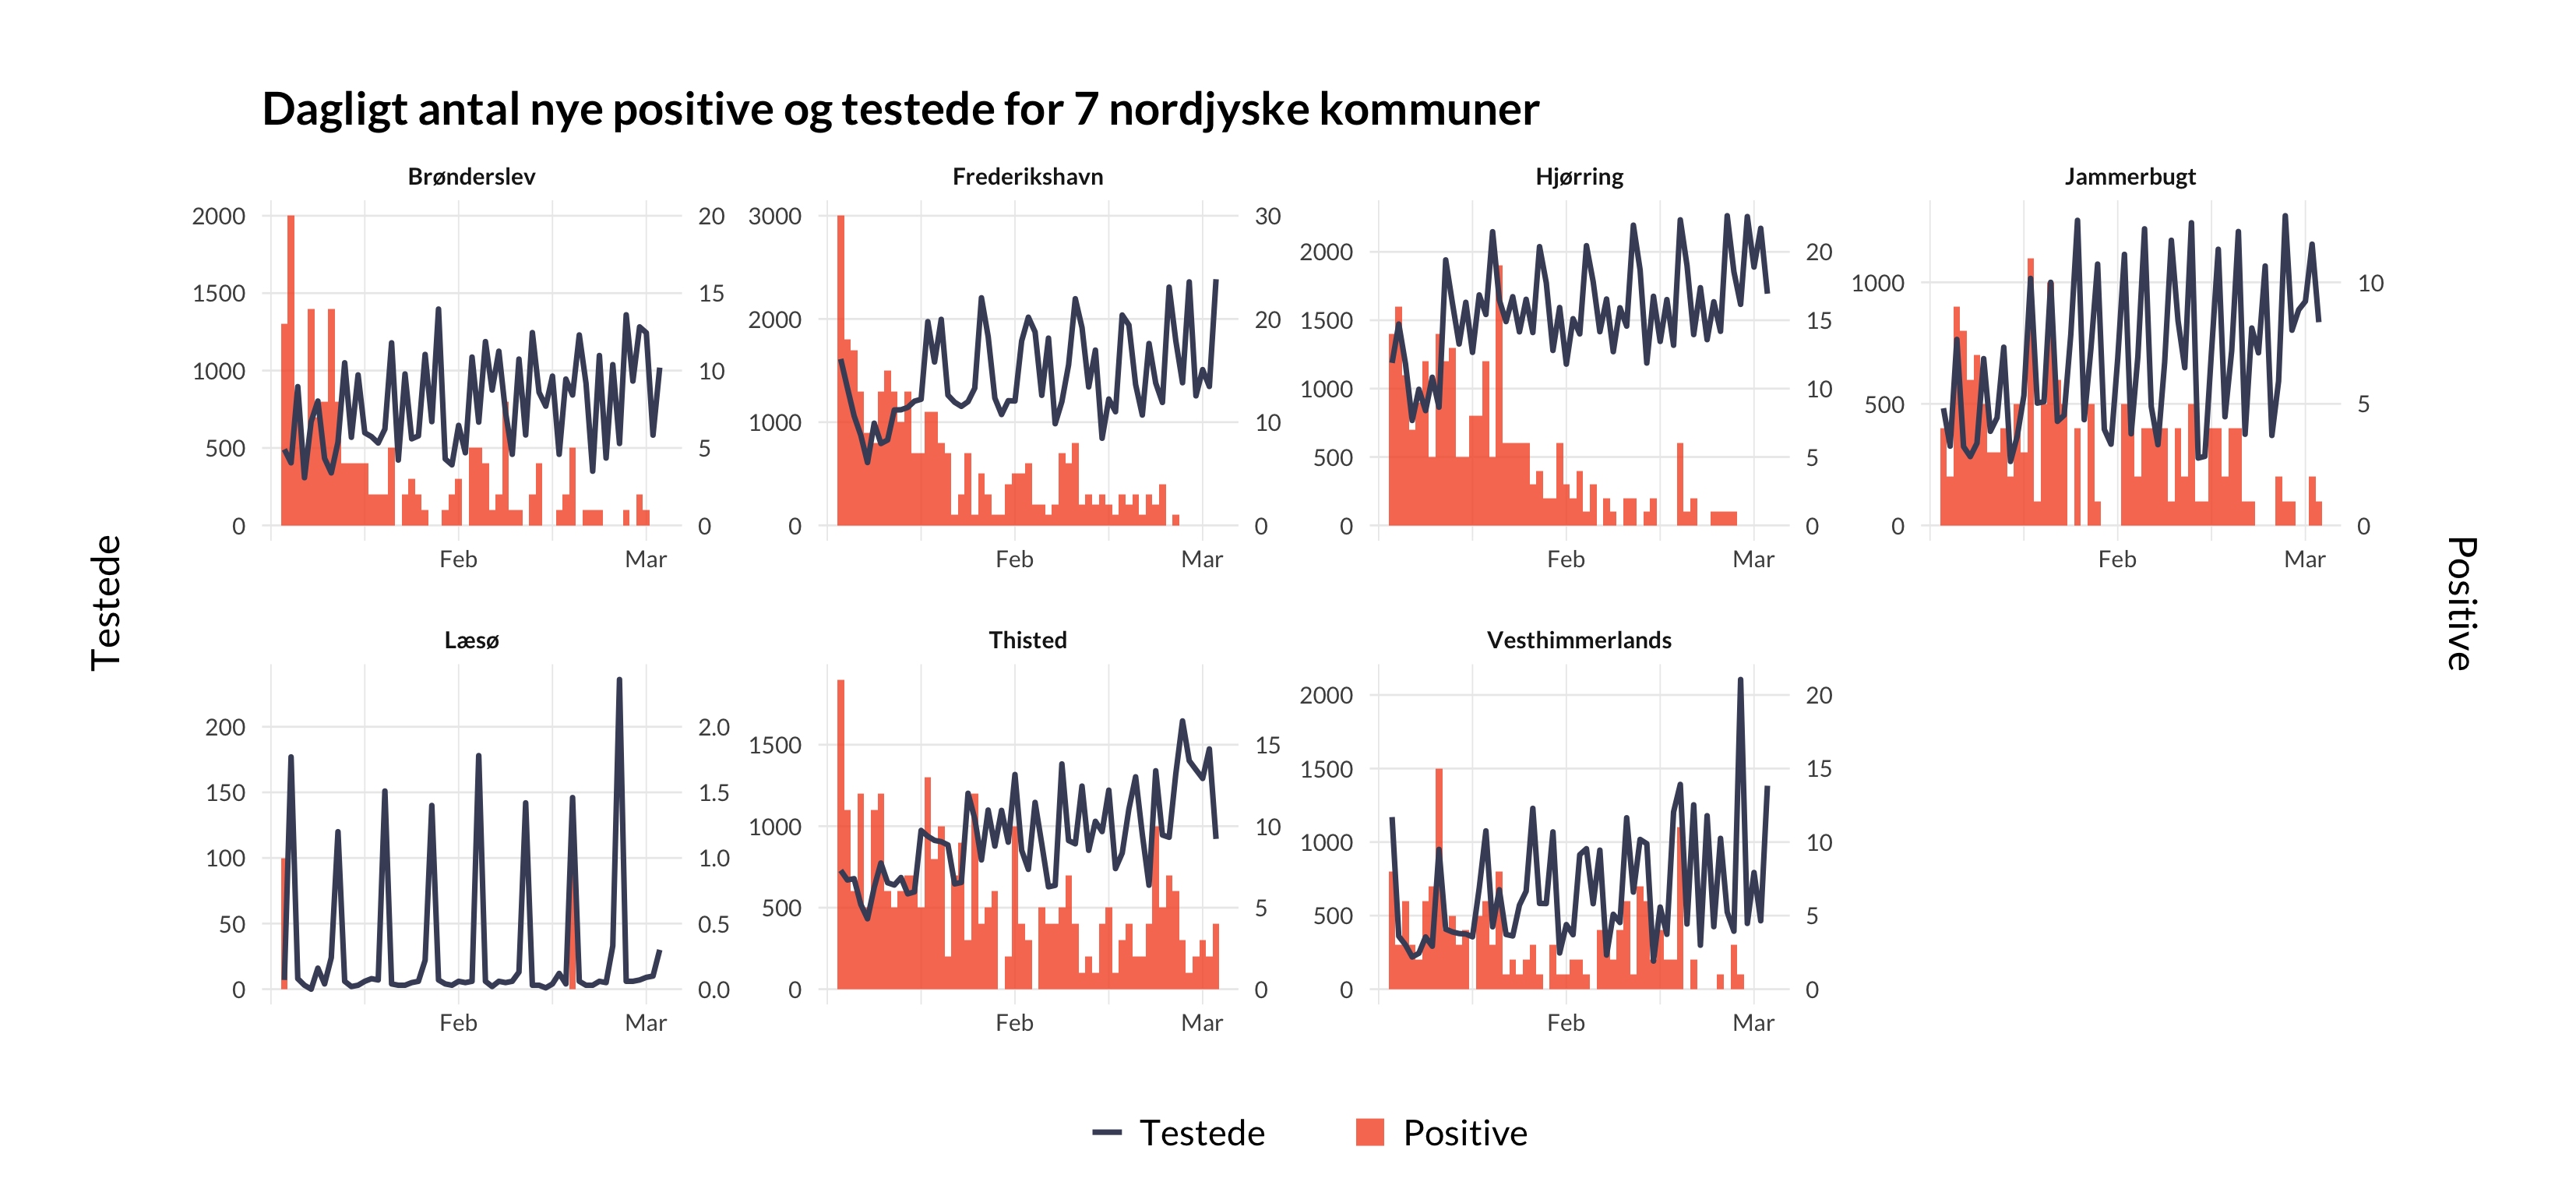 Dagligt antal nye positive og testede for 7 nordjyske kommuner
Testede
Positive
Brønderslev
2000
1500
1000
500
0
20
15
10
5
0
Feb
Mar
Frederikshavn
3000
2000
1000
0
30
20
10
0
Feb
Mar
Hjørring
2000
1500
1000
500
0
20
15
10
5
0
Feb
Mar
Jammerbugt
1000
500
0
10
5
0
Feb
Mar
Læsø
200
150
100
50
0
2.0
1.5
1.0
0.5
0.0
Feb
Mar
Thisted
1500
1000
500
0
15
10
5
0
Feb
Mar
Vesthimmerlands
2000
1500
1000
500
0
20
15
10
5
0
Feb
Mar
Testede
Positive